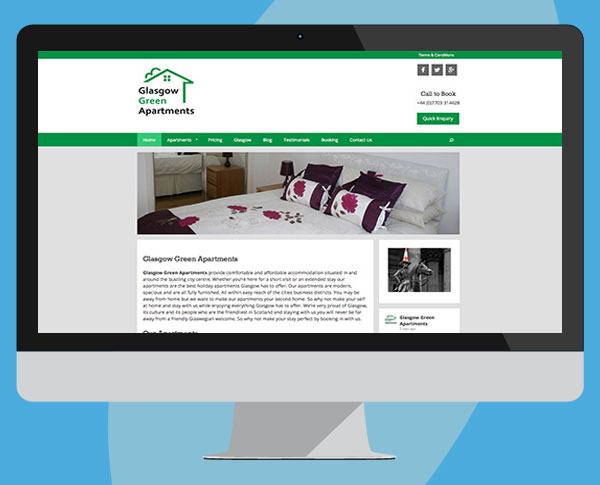 Terms & Conditions
Glasgow
Green
Apartments
Call to Book
+44 (0)7703 314428
Quick Enquiry
Home Apartments Pricing Glasgow Blog Testimonials Booking Contact Us
Glasgow Green Apartments
Glasgow Green Apartments provide comfortable and affordable accommodation situated in and
around the bustling city centre. Whether you're here for a short visit or an extended stay our
apartments are the best holiday apartments Glasgow has to offer. Our apartments are modern,
spacious and are all fully furnished. All within easy reach of the cities business districts. You may be
away from home but we want to make our apartments your second home. So why not make your self
at home and stay with us while enjoying everything Glasgow has to offer. We're very proud of Glasgow,
its culture and its people who are the friendliest in Scotland and staying with us you will never be far
away from a friendly Glaswegian welcome. So why not make your stay perfect by booking in with us.
Our Apartments
Glasgow Green
Apartments